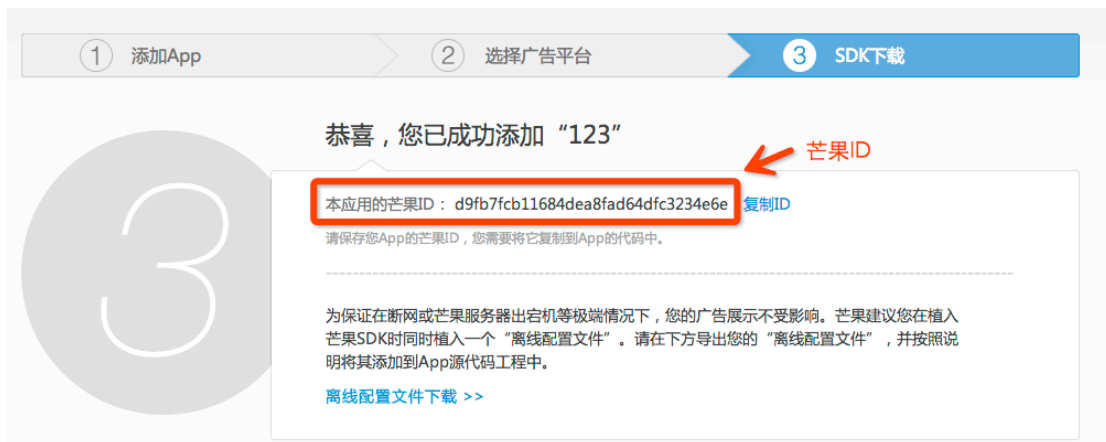 1 添加App
2 选择广告平台
3 SDK下载
恭喜，您已成功添加“123”
芒果ID
3
本应用的芒果ID： d9fb7fcb11684dea8fad64dfc3234e6e 复制ID
请保存您App的芒果ID，您需要将它复制到App的代码中。
为保证在断网或芒果服务器出宕机等极端情况下，您的广告展示不受影响。芒果建议您在植入
芒果SDK时同时植入一个“离线配置文件”。请在下方导出您的“离线配置文件”，并按照说
明将其添加到App源代码工程中。
离线配置文件下载 >>